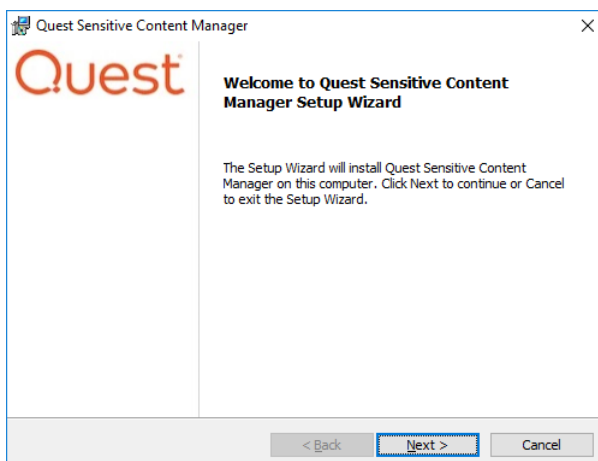 Quest Sensitive Content Manager
Quest
Welcome to Quest Sensitive Content
Manager Setup Wizard
The Setup Wizard will install Quest Sensitive Content
Manager on this computer. Click Next to continue or Cancel
to exit the Setup Wizard.
< Back
Next >
Cancel